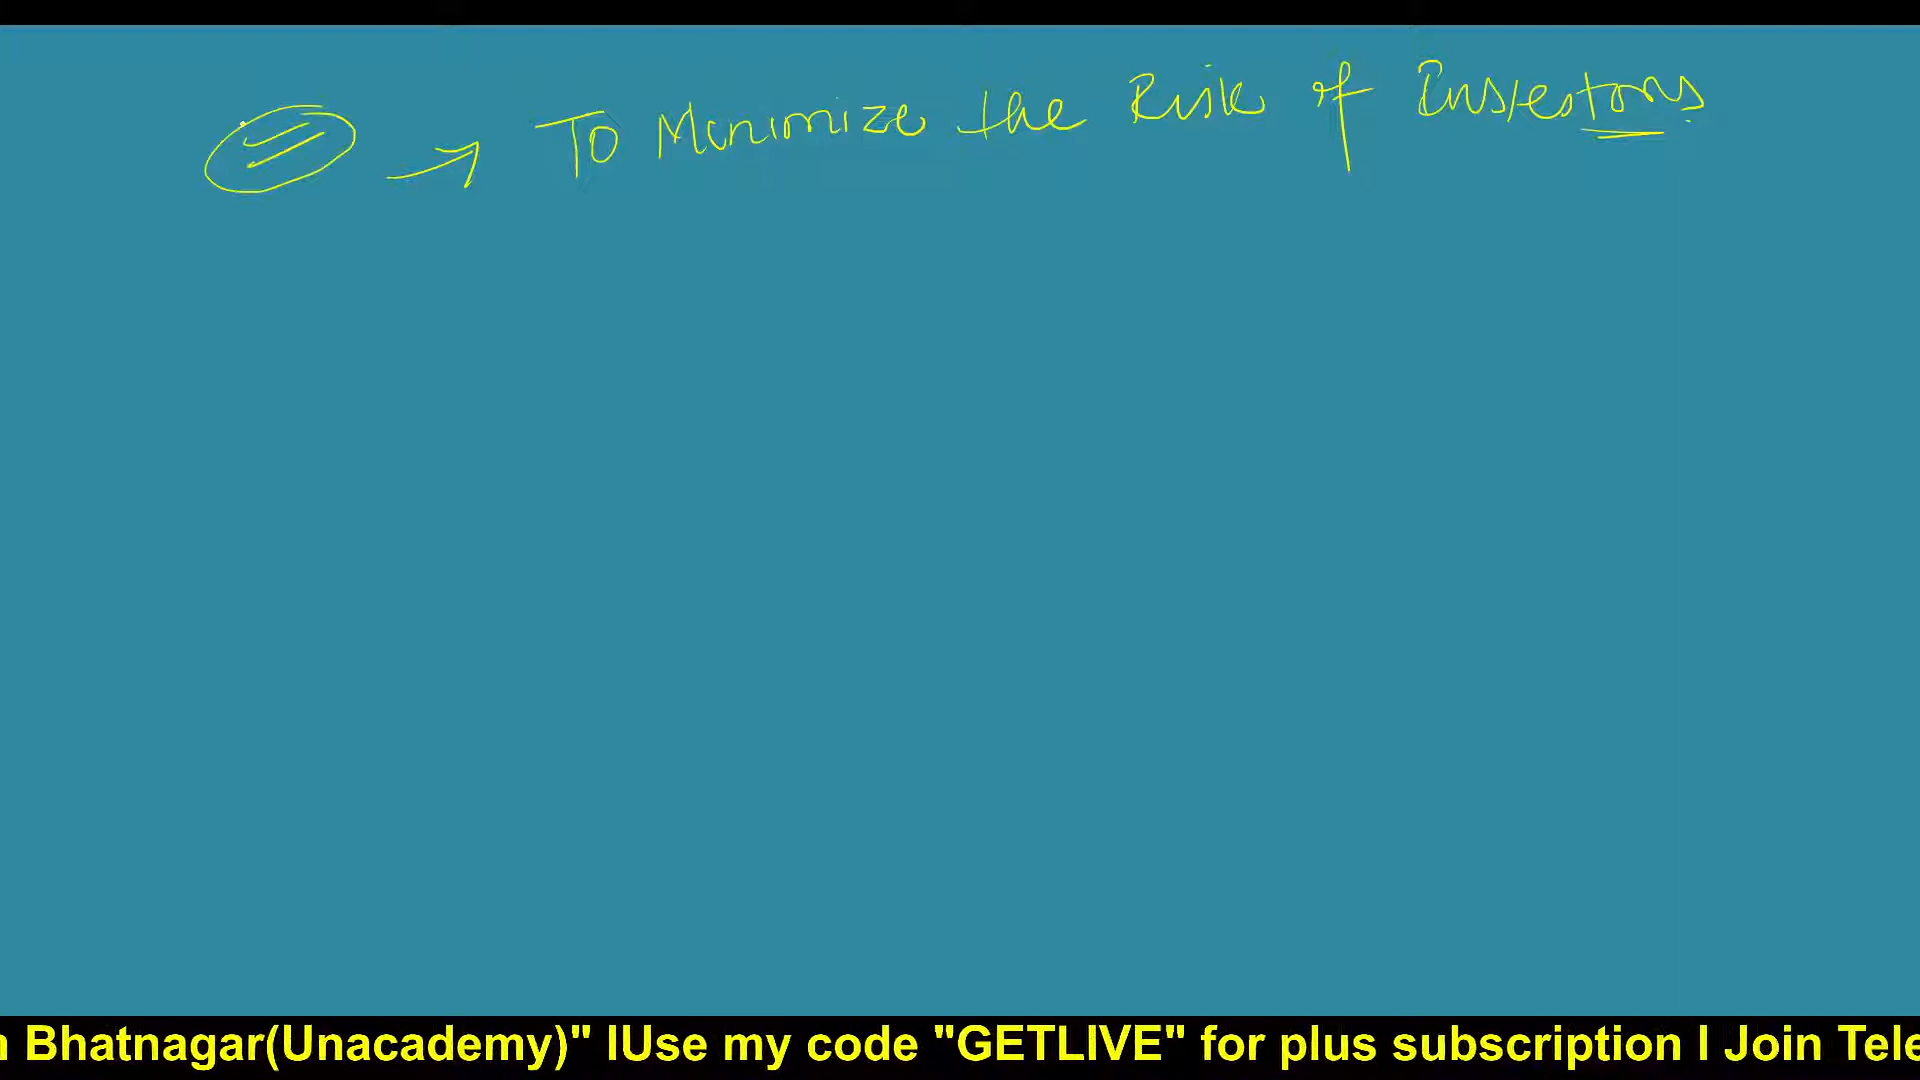 → To Minimize the Risk of Investors
n Bhatnagar(Unacademy)" IUse my code "GETLIVE" for plus subscription I Join Tele